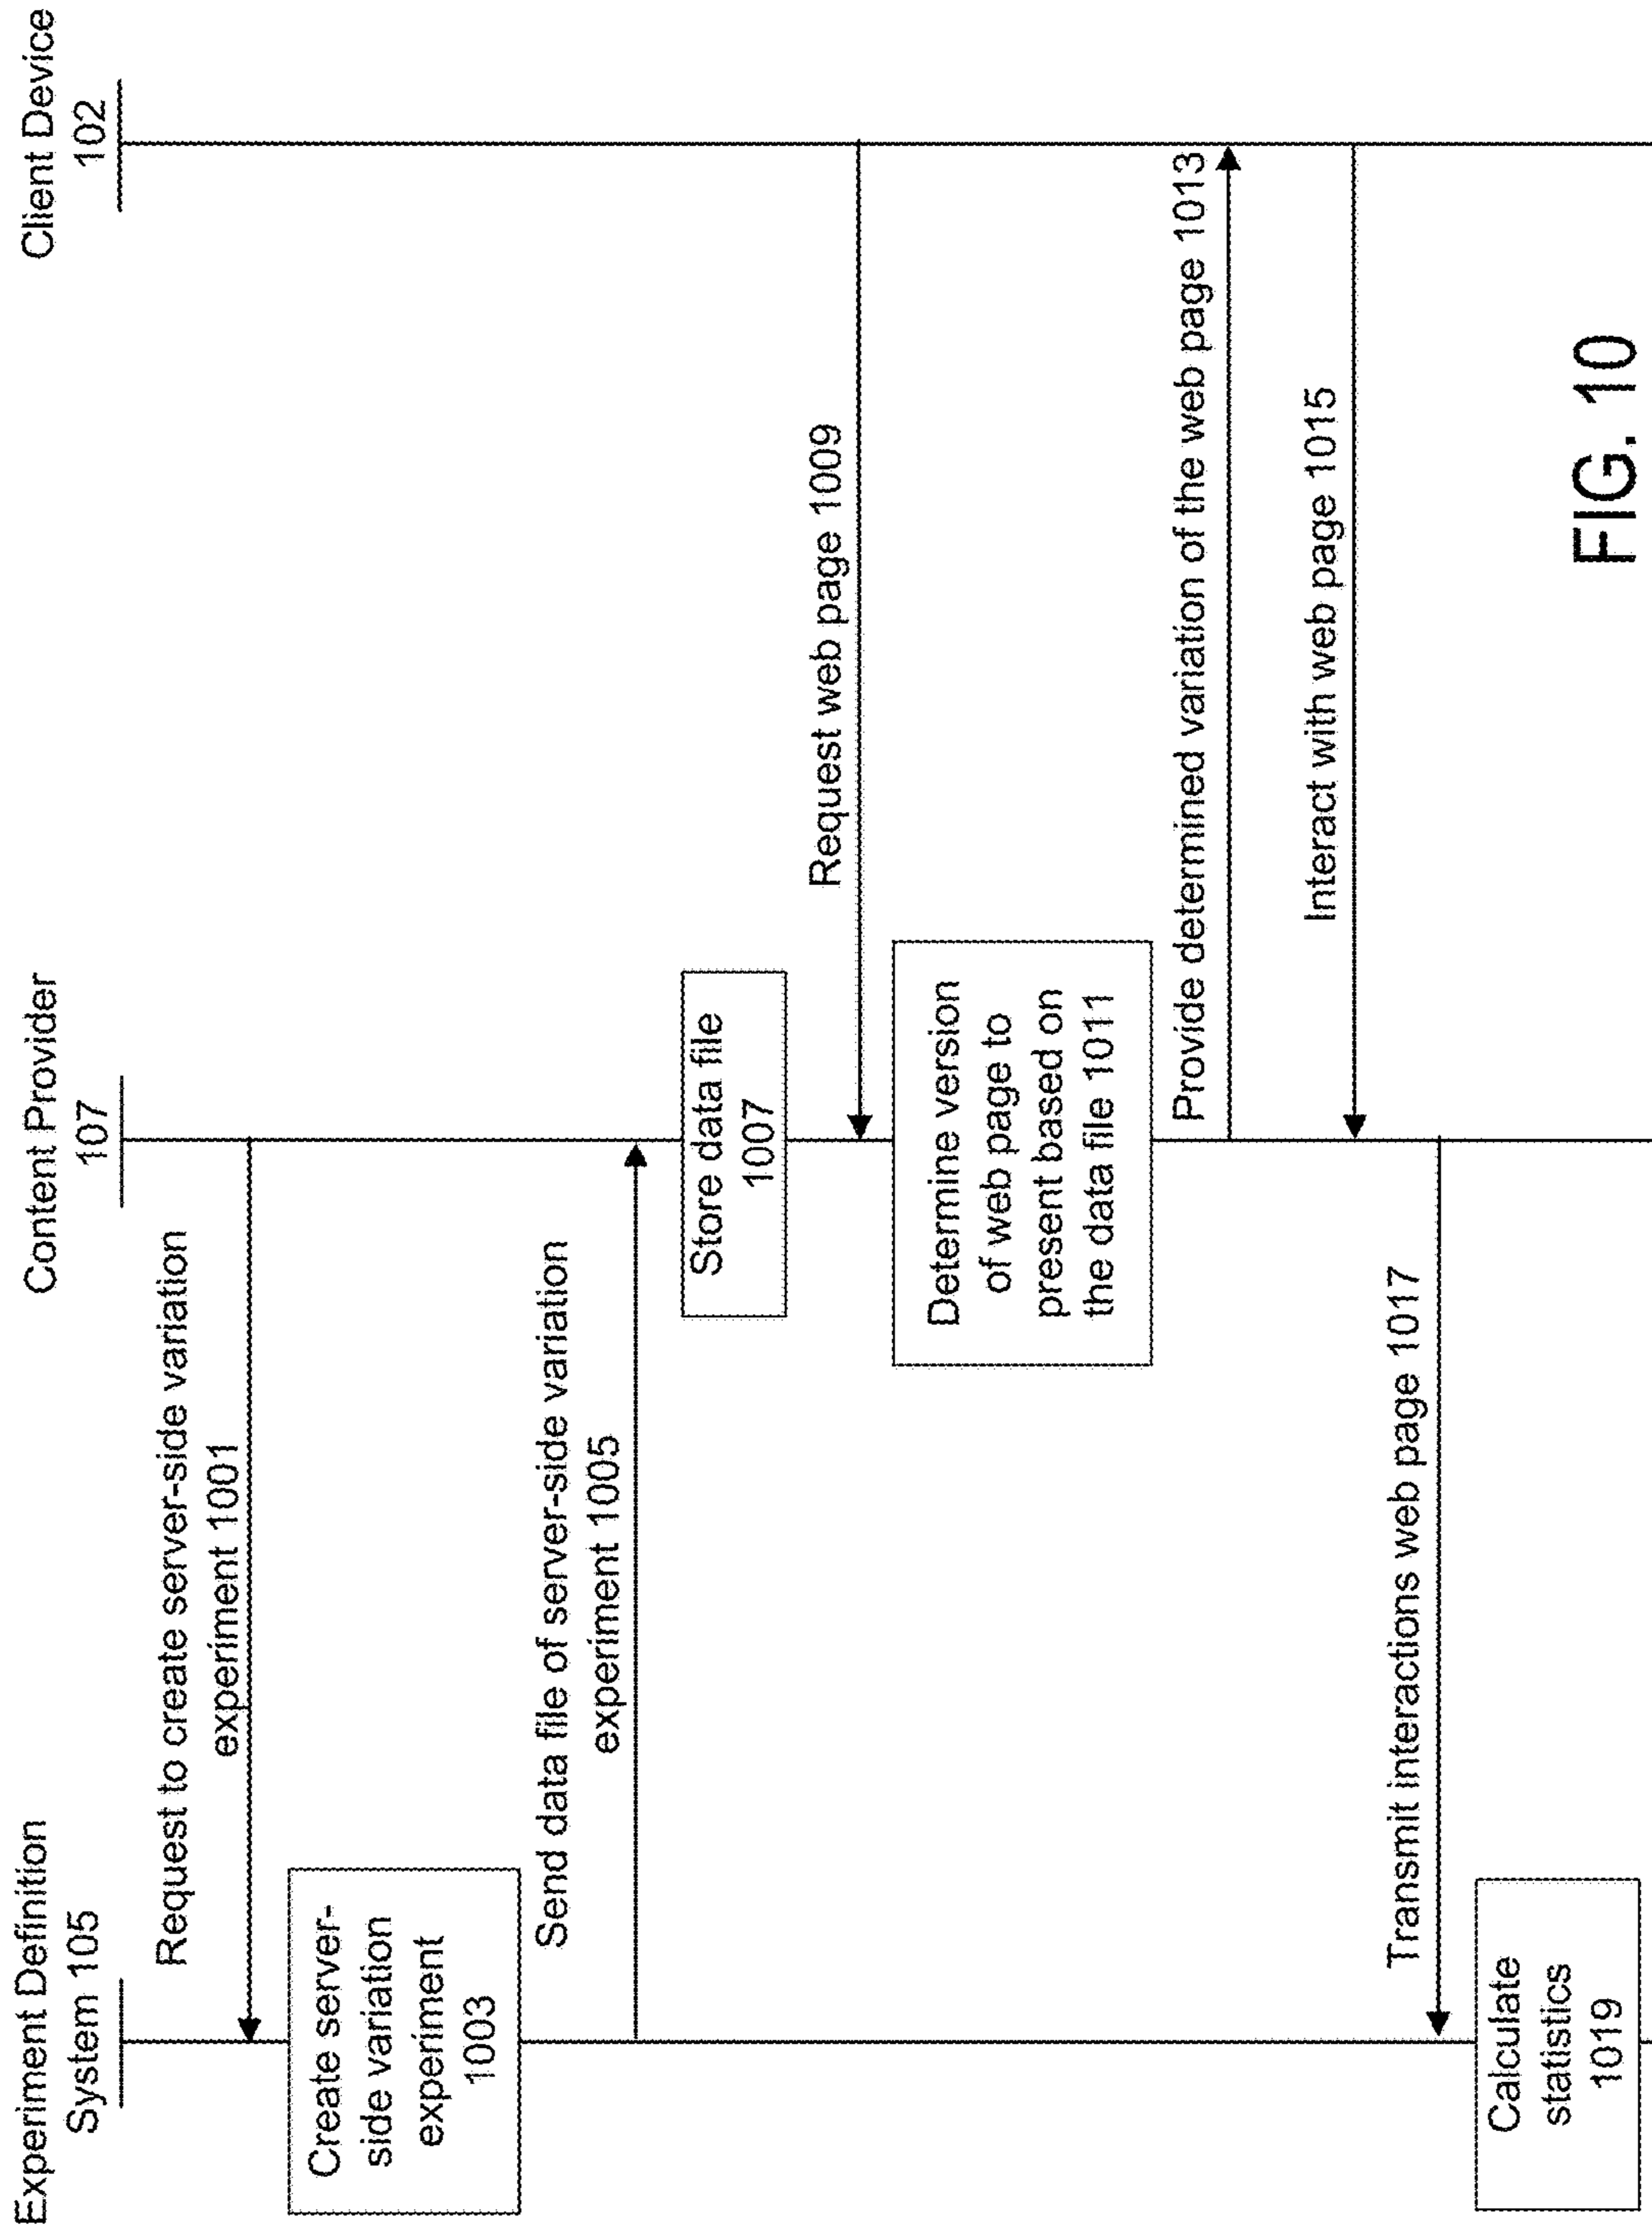 Experiment Definition
System 105
Content Provider
107
Client Device
102
Request to create server-side variation
experiment 1001
Create server-
side variation
experiment
1003
Send data file of server-side variation
experiment 1005
Store data file
1007
Request web page 1009
Determine version
of web page to
present based on
the data file 1011
Provide determined variation of the web page 1013
Interact with web page 1015
Transmit interactions web page 1017
Calculate
statistics
1019
FIG. 10